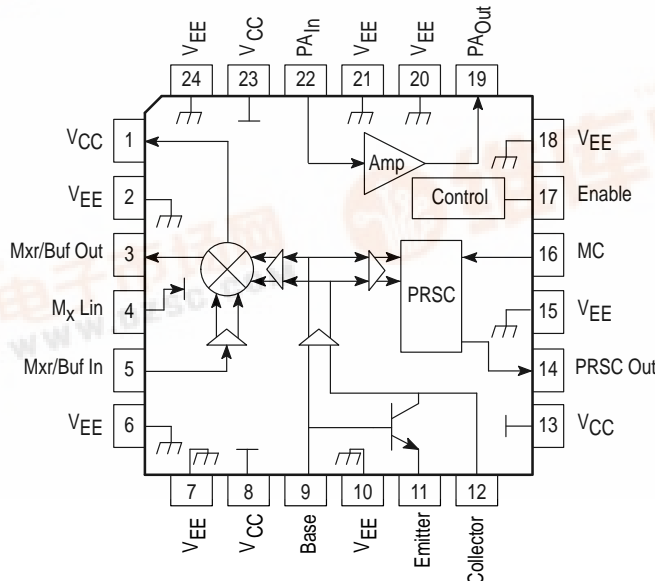 VEE
VCC
PAIn
VEE
VEE
PAOut
24
23
22
21
20
19
VCC
1
VEE
2
Mxr/Buf Out
3
Mx Lin
4
Mxr/Buf In
5
VEE
6
Amp
Control
PRSC
18
VEE
17
Enable
16
MC
15
VEE
14
PRSC Out
13
VCC
7
8
9
10
11
12
VEE
VCC
Base
VEE
Emitter
Collector